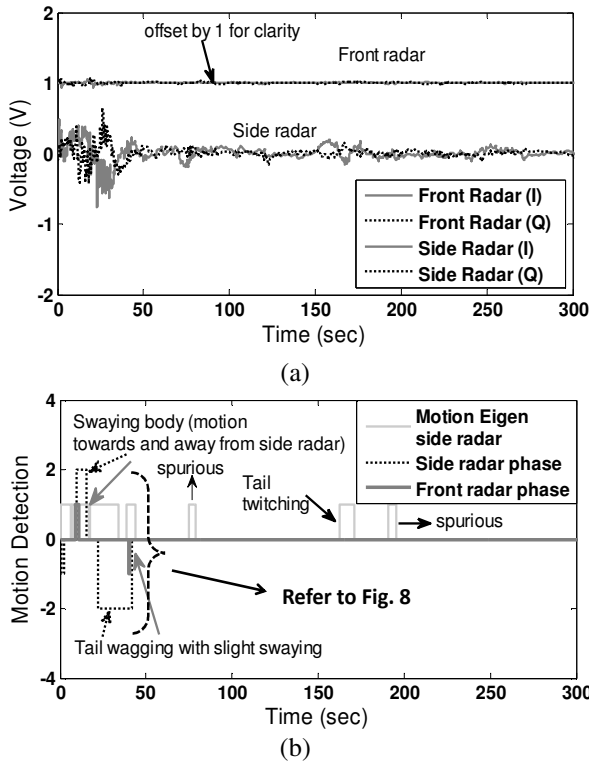 offset by 1 for clarity
Front radar
Side radar
Voltage (V)
2
1
0
-1
-2
Front Radar (I)
Front Radar (Q)
Side Radar (I)
Side Radar (Q)
0 50 100 150 200 250 300
Time (sec)
(a)
Motion Detection
4
2
0
-2
-4
Swaying body (motion
towards and away from side radar)
spurious
Motion Eigen
side radar
Side radar phase
Front radar phase
Tail
twitching
spurious
Refer to Fig. 8
Tail wagging with slight swaying
0 50 100 150 200 250 300
Time (sec)
(b)